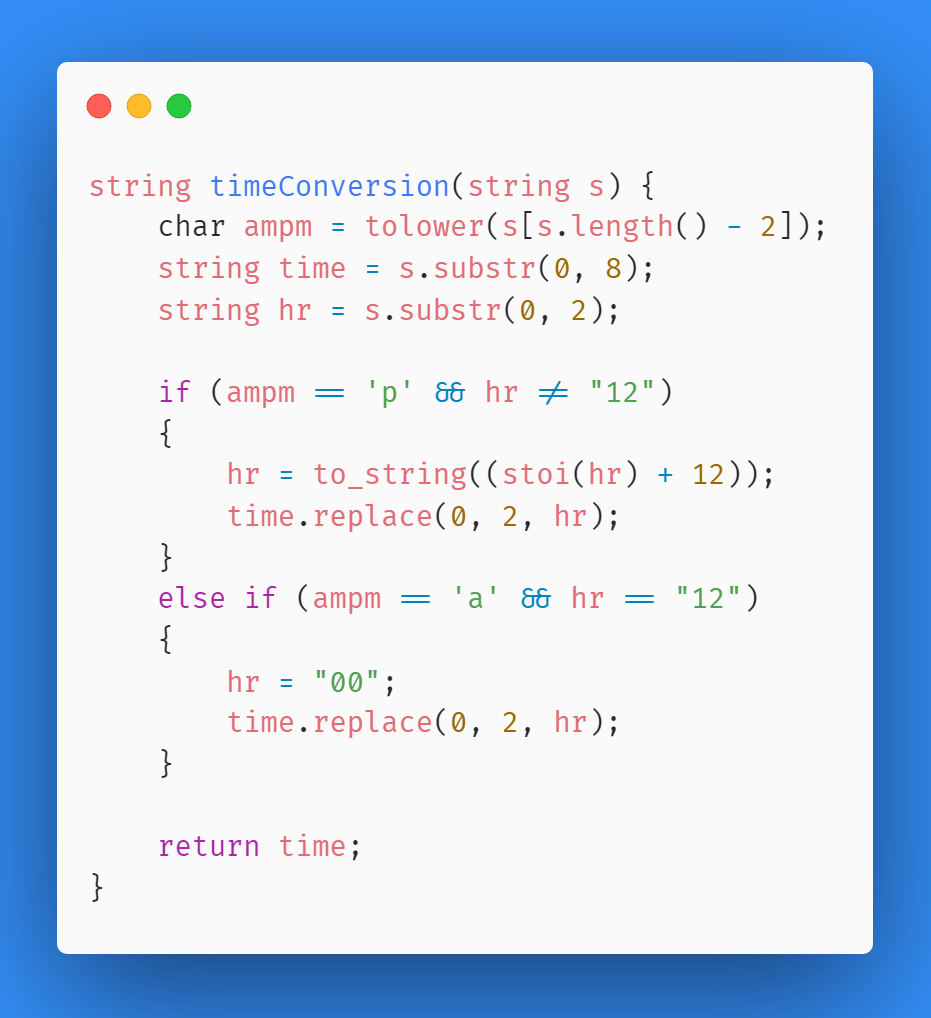 string timeConversion(string s) {
    char ampm = tolower(s[s.length() - 2]);
    string time = s.substr(0, 8);
    string hr = s.substr(0, 2);

    if (ampm == 'p' && hr != "12")
    {
        hr = to_string((stoi(hr) + 12));
        time.replace(0, 2, hr);
    }
    else if (ampm == 'a' && hr == "12")
    {
        hr = "00";
        time.replace(0, 2, hr);
    }

    return time;
}